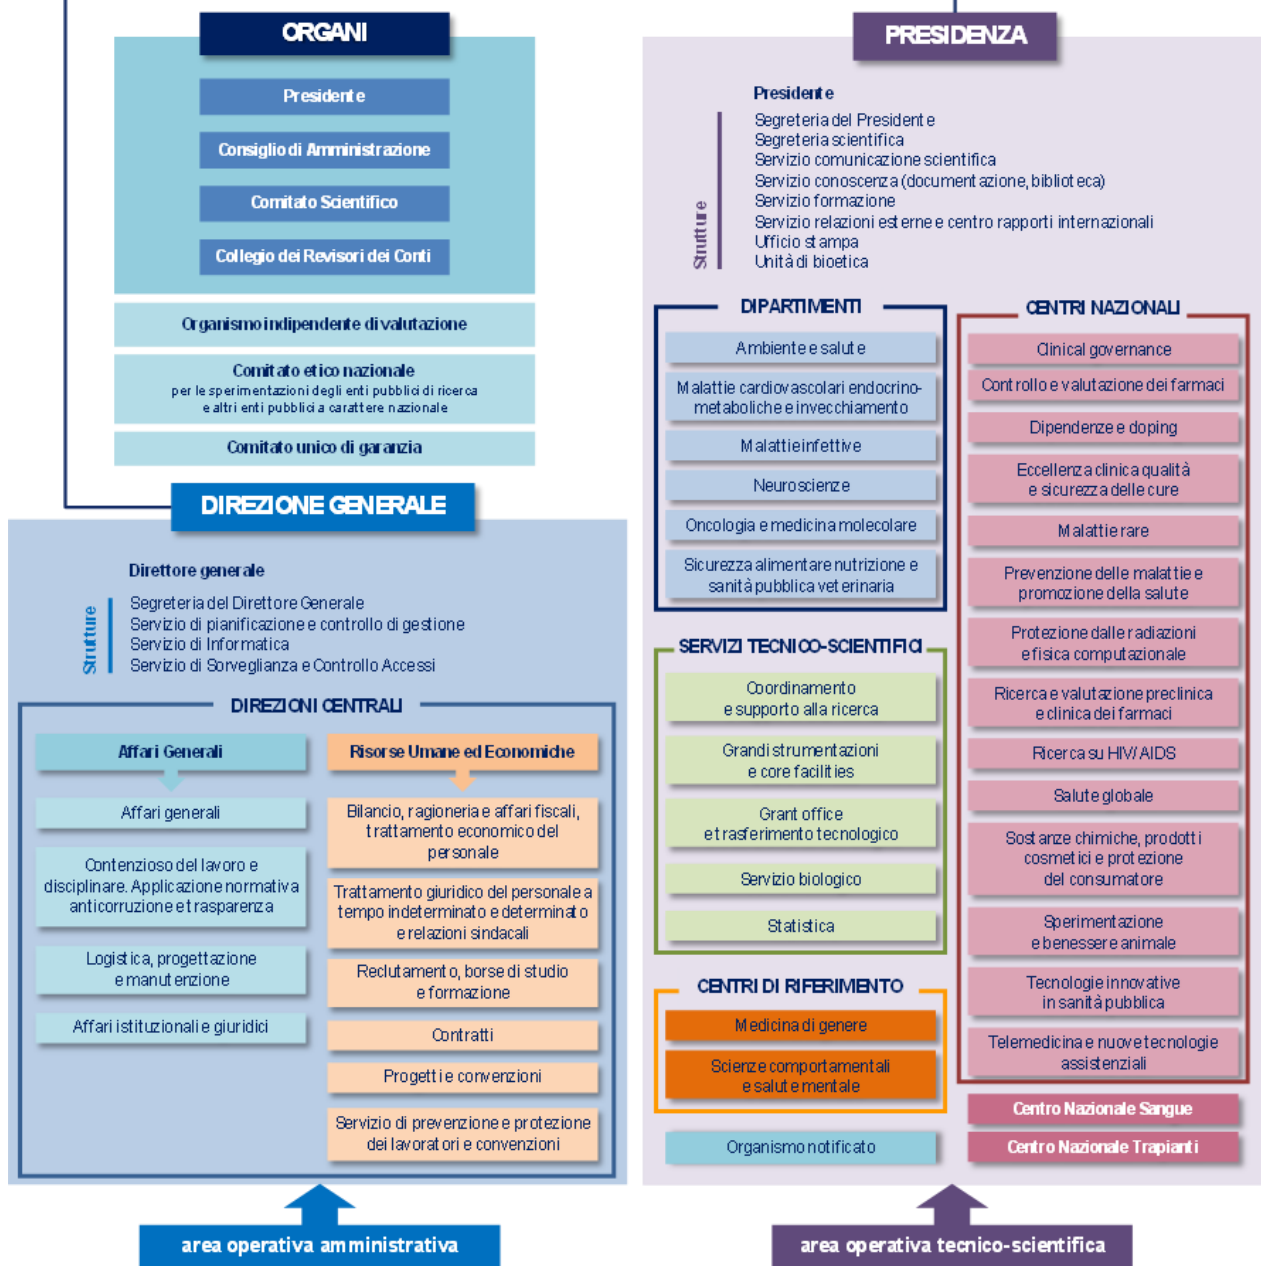 ORGANI
Presidente
Consiglio di Amministrazione
Comitato Scientifico
Collegio dei Revisori dei Conti
Organismo indipendente di valutazione
Comitato etico nazionale
per le sperimentazioni degli enti pubblici di ricerca
e altri enti pubblici a carattere nazionale
Comitato unico di garanzia
DIREZIONE GENERALE
Direttore generale
Strutture
Segreteria del Direttore Generale
Servizio di pianificazione e controllo di gestione
Servizio di Informatica
Servizio di Sorveglianza e Controllo Accessi
DIREZIONI CENTRALI
Affari Generali
Affari generali
Contenzioso del lavoro e
disciplinare. Applicazione normativa
anticorruzione e trasparenza
Logistica, progettazione
e manutenzione
Affari istituzionali e giuridici
Risorse Umane ed Economiche
Bilancio, ragioneria e affari fiscali,
trattamento economico del
personale
Trattamento giuridico del personale a
tempo indeterminato e determinato
e relazioni sindacali
Reclutamento, borse di studio
e formazione
Contratti
Progetti e convenzioni
Servizio di prevenzione e protezione
dei lavoratori e convenzioni
area operativa amministrativa
PRESIDENZA
Presidente
Strutture
Segreteria del Presidente
Segreteria scientifica
Servizio comunicazione scientifica
Servizio conoscenza (documentazione, biblioteca)
Servizio formazione
Servizio relazioni esterne e centro rapporti internazionali
Ufficio stampa
Unità di bioetica
DIPARTIMENTI
Ambiente e salute
Malattie cardiovascolari endocrino-
metaboliche e invecchiamento
Malattie infettive
Neuroscienze
Oncologia e medicina molecolare
Sicurezza alimentare nutrizione e
sanità pubblica veterinaria
SERVIZI TECNICO-SCIENTIFICI
Coordinamento
e supporto alla ricerca
Grandi strumentazioni
e core facilities
Grant office
e trasferimento tecnologico
Servizio biologico
Statistica
CENTRI DI RIFERIMENTO
Medicina di genere
Scienze comportamentali
e salute mentale
Organismo notificato
CENTRI NAZIONALI
Clinical governance
Controllo e valutazione dei farmaci
Dipendenze e doping
Eccellenza clinica qualità
e sicurezza delle cure
Malattie rare
Prevenzione delle malattie e
promozione della salute
Protezione dalle radiazioni
e fisica computazionale
Ricerca e valutazione preclinica
e clinica dei farmaci
Ricerca su HIV/AIDS
Salute globale
Sostanze chimiche, prodotti
cosmetici e protezione
del consumatore
Sperimentazione
e benessere animale
Tecnologie innovative
in sanità pubblica
Telemedicina e nuove tecnologie
assistenziali
Centro Nazionale Sangue
Centro Nazionale Trapianti
area operativa tecnico-scientifica